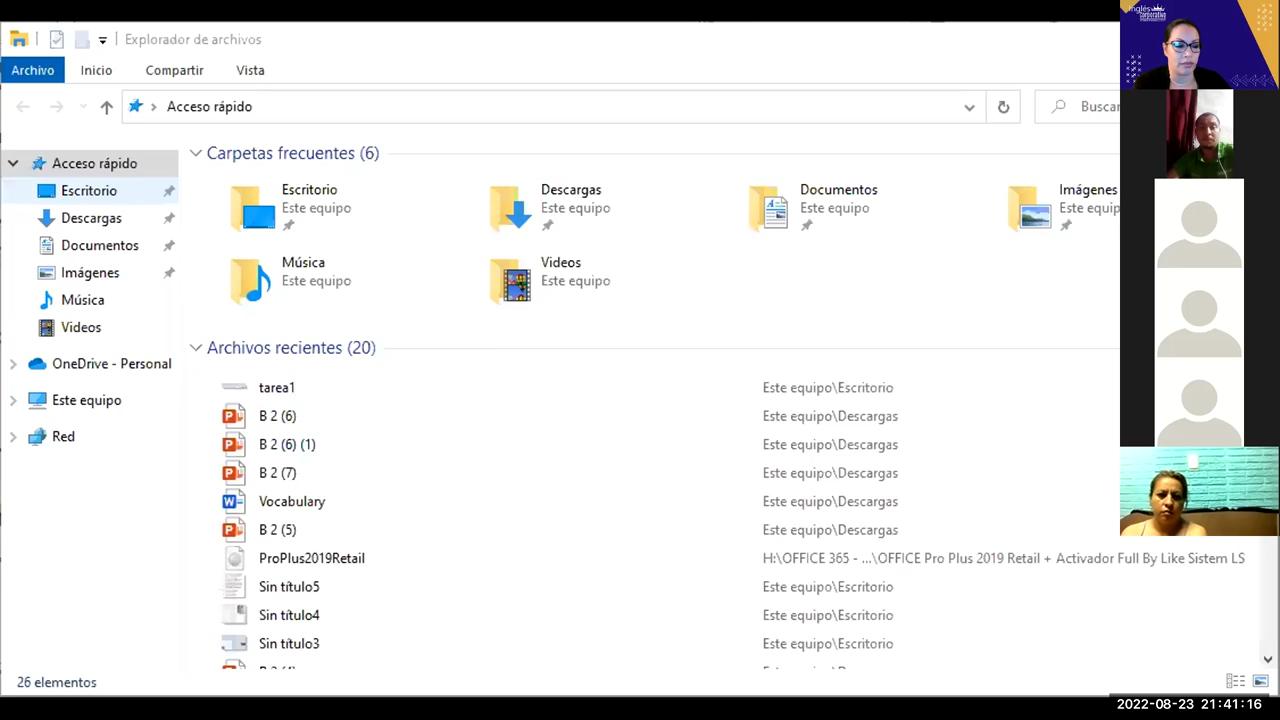 Explorador de archivos
Archivo Inicio Compartir Vista
Acceso rápido
Buscar
Acceso rápido
Escritorio
Descargas
Documentos
Imágenes
Música
Videos
OneDrive - Personal
Este equipo
Red
Carpetas frecuentes (6)
Escritorio
Este equipo
Descargas
Este equipo
Documentos
Este equipo
Imágenes
Este equip
Música
Este equipo
Videos
Este equipo
Archivos recientes (20)
tarea1 Este equipo\Escritorio
B 2 (6) Este equipo\Descargas
B 2 (6) (1) Este equipo\Descargas
B 2 (7) Este equipo\Descargas
Vocabulary Este equipo\Descargas
B 2 (5) Este equipo\Descargas
ProPlus2019Retail H:\OFFICE 365 - ...\OFFICE Pro Plus 2019 Retail + Activador Full By Like Sistem LS
Sin título5 Este equipo\Escritorio
Sin título4 Este equipo\Escritorio
Sin título3 Este equipo\Escritorio
26 elementos
Inglés
corporativo
2022-08-23 21:41:16